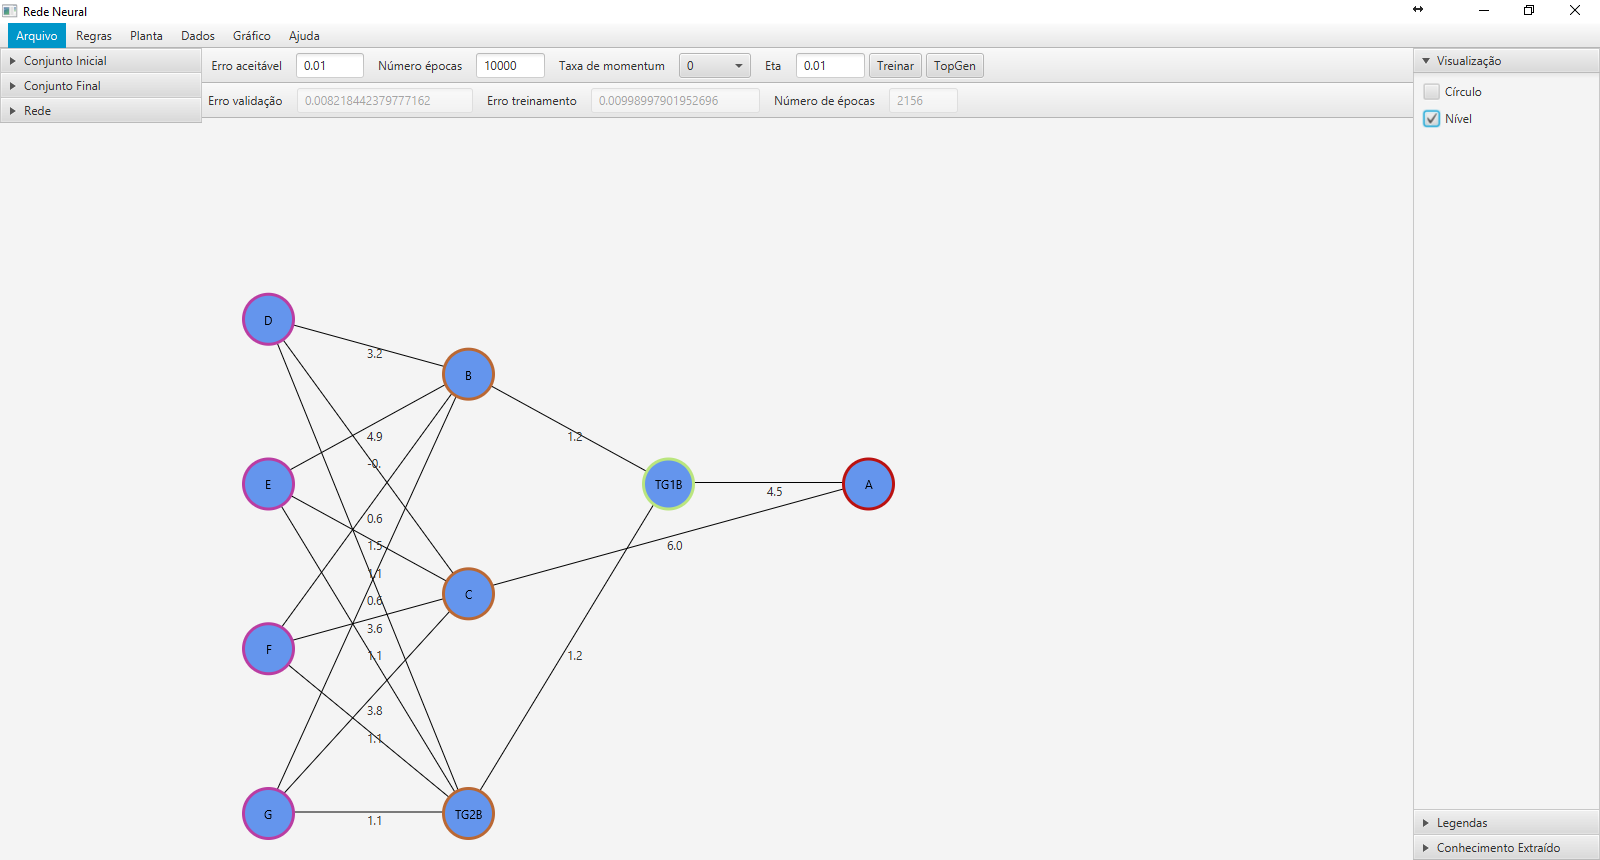 Rede Neural
Arquivo Regras Planta Dados Gráfico Ajuda
Conjunto Inicial
Conjunto Final
Rede
Erro aceitável 0.01 Número épocas 10000 Taxa de momentum 0 Eta 0.01 Treinar TopGen
Erro validação 0.008218442379777162 Erro treinamento 0.00998997901952696 Número de épocas 2156
Visualização
Círculo
Nível
D
3.2
B
4.9
1.2
-0.
E
TG1B
A
4.5
0.6
1.5
6.0
1.1
C
0.6
3.6
F
1.1
1.2
3.8
1.1
G
TG2B
1.1
Legendas
Conhecimento Extraído